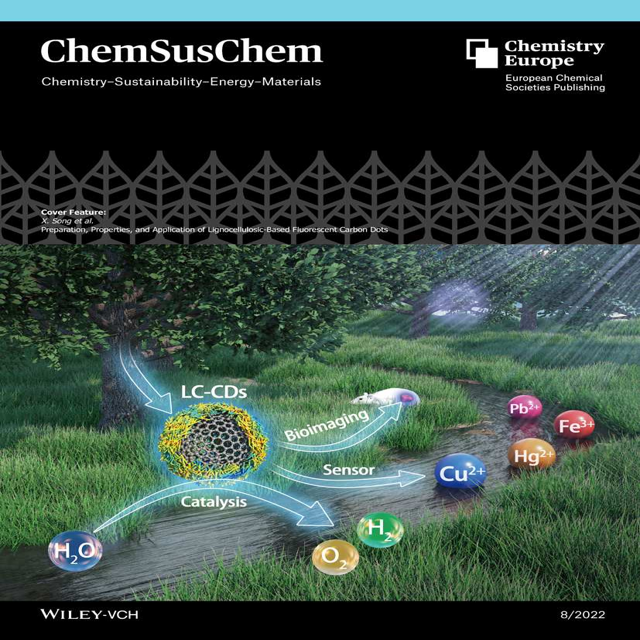 ChemSusChem
Chemistry–Sustainability–Energy–Materials
Chemistry
Europe
European Chemical
Societies Publishing
Cover Feature:
X. Song et al.
Preparation, Properties, and Application of Lignocellulosic-Based Fluorescent Carbon Dots
LC-CDs
Bioimaging
Pb²⁺
Fe³⁺
Hg²⁺
Sensor
Cu²⁺
Catalysis
H₂
H₂O
O₂
WILEY-VCH
8/2022